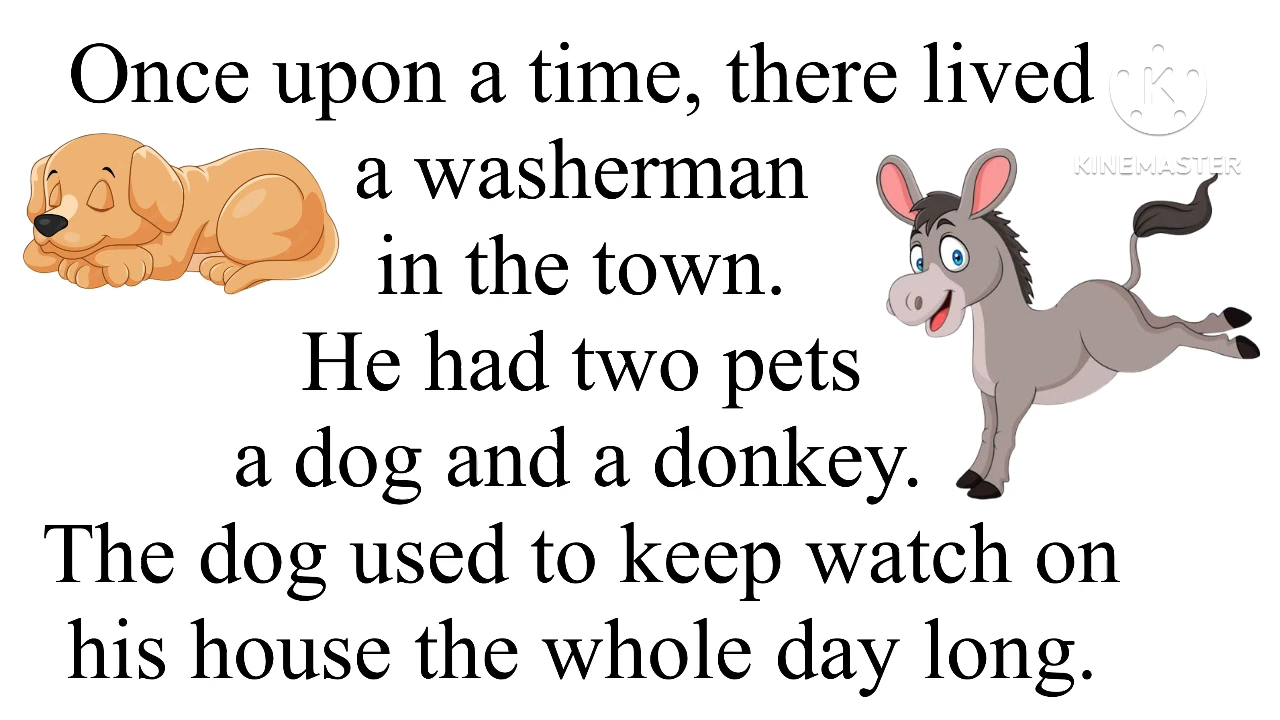 Once upon a time, there lived
KINEMASTER
a washerman
in the town.
He had two pets
a dog and a donkey.
The dog used to keep watch on
his house the whole day long.